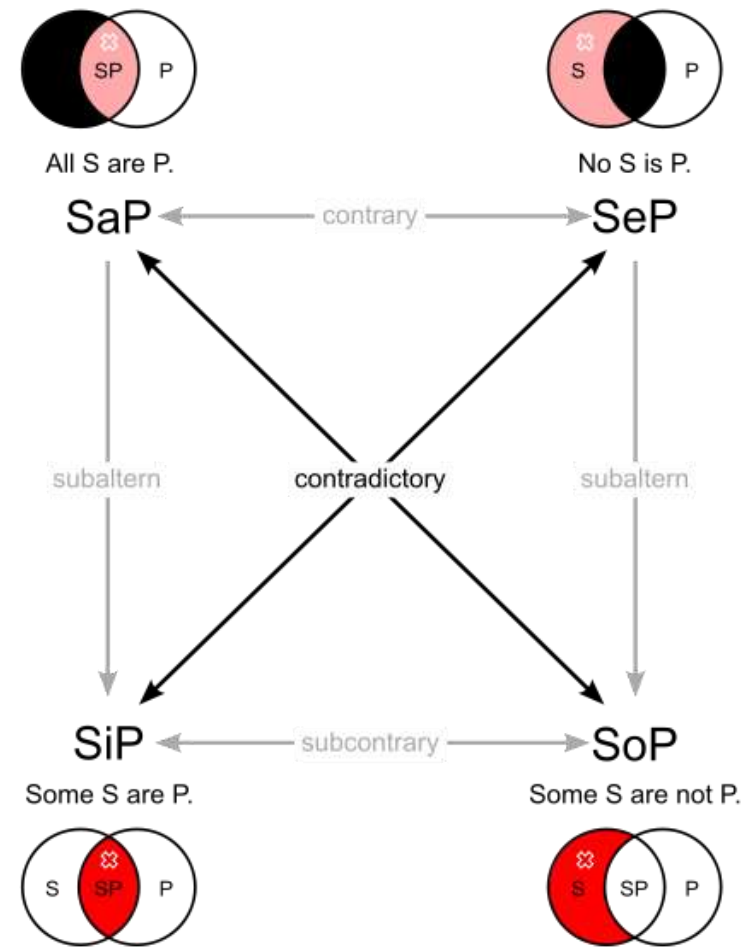 SP P
S P
All S are P.
No S is P.
SaP
contrary
SeP
subaltern
contradictory
subaltern
SiP
subcontrary
SoP
Some S are P.
Some S are not P.
S SP P
S SP P